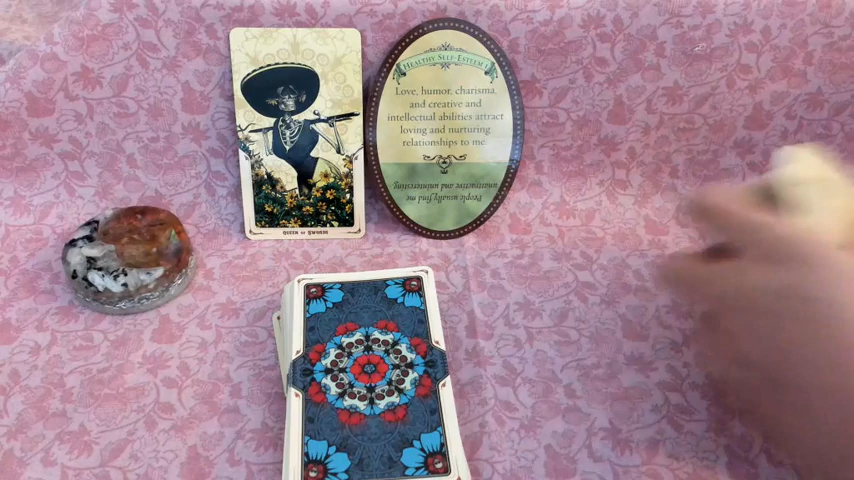 QUEEN OF SWORDS
HEALTHY SELF-ESTEEM
Love, humor, charisma,
and creative and
intellectual abilities attract
loving and nurturing
relationships to me.
People usually find me
unattractive and uninteresting